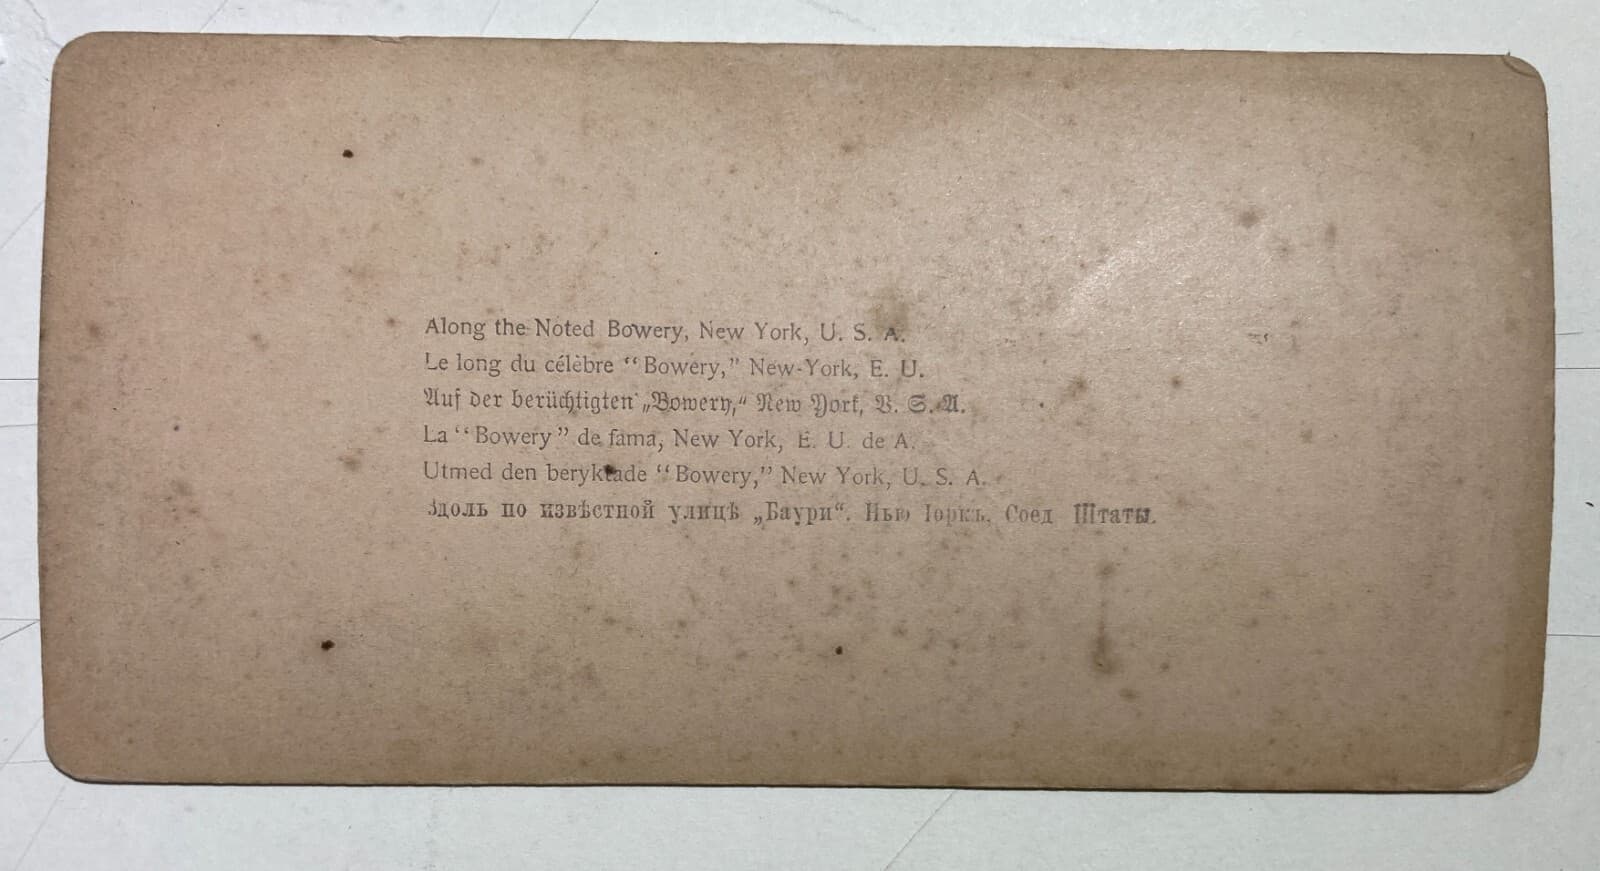 Along the Noted Bowery, New York, U. S. A.
Le long du célèbre “Bowery,” New-York, E. U.
Auf der berüchtigten „Bowery,“ New York, V. S. A.
La “Bowery” de fama, New York, E. U. de A.
Utmed den beryktade “Bowery,” New York, U. S. A.
Вдоль по извѣстной улицѣ „Баури“. Нью Іоркъ, Соед Штаты.